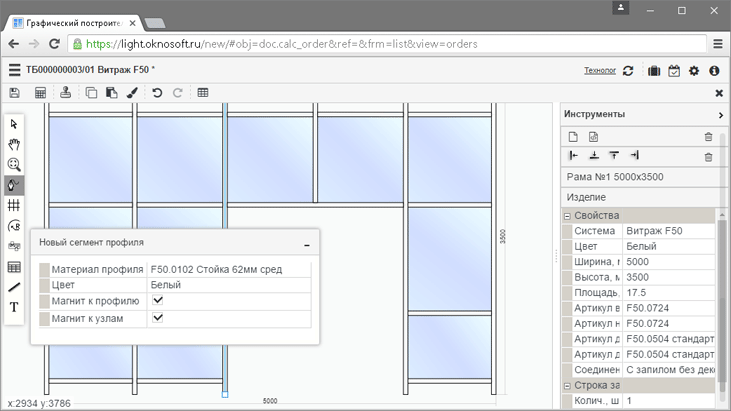 Графический построите
https://light.oknosoft.ru/new/#obj=doc.calc_order&ref=&frm=list&view=orders
ТБ000000003/01 Витраж F50 *
Технолог
Инструменты
Рама №1 5000x3500
Изделие
Свойства
Система Витраж F50
Цвет Белый
Ширина, м 5000
Высота, м 3500
Площадь, 17.5
Артикул в F50.0724
Артикул н F50.0724
Артикул д F50.0504 стандарт
Артикул д F50.0504 стандарт
Соединен С запилом без деко
Строка за
Колич., ш 1
Новый сегмент профиля
Материал профиля F50.0102 Стойка 62мм сред
Цвет Белый
Магнит к профилю
Магнит к узлам
T
3500
5000
x:2934 y:3786